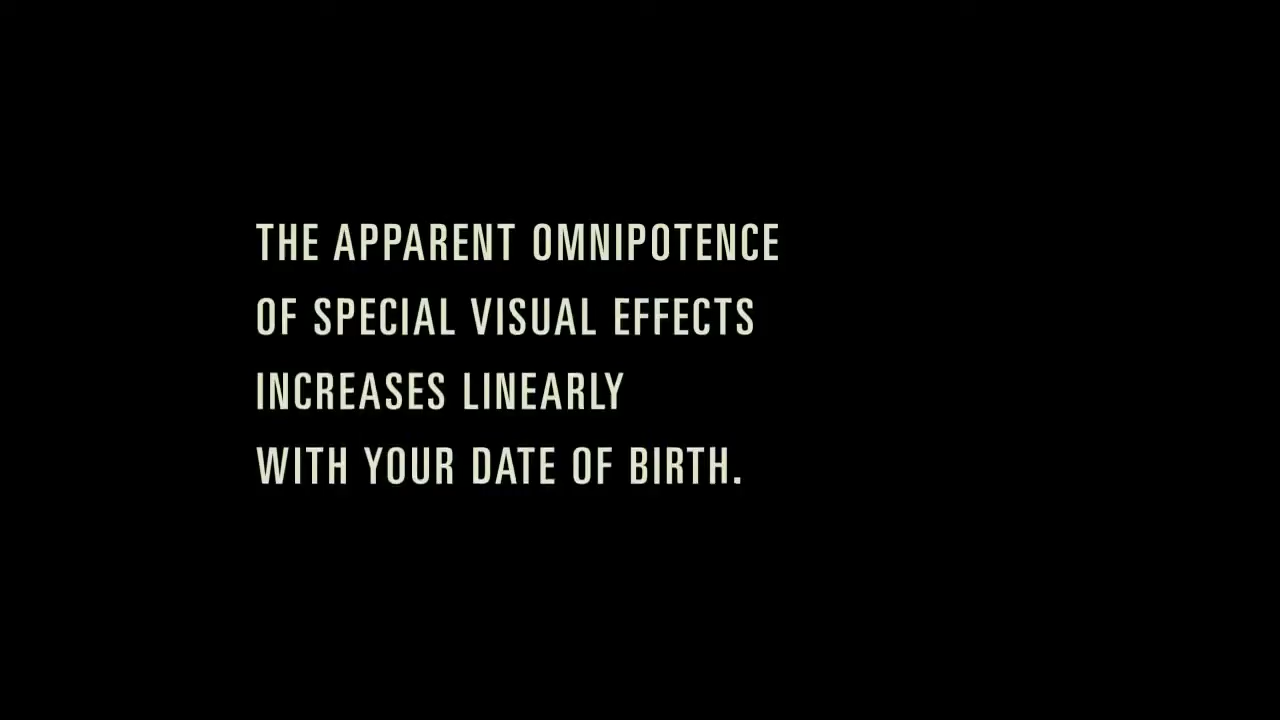 THE APPARENT OMNIPOTENCE
OF SPECIAL VISUAL EFFECTS
INCREASES LINEARLY
WITH YOUR DATE OF BIRTH.